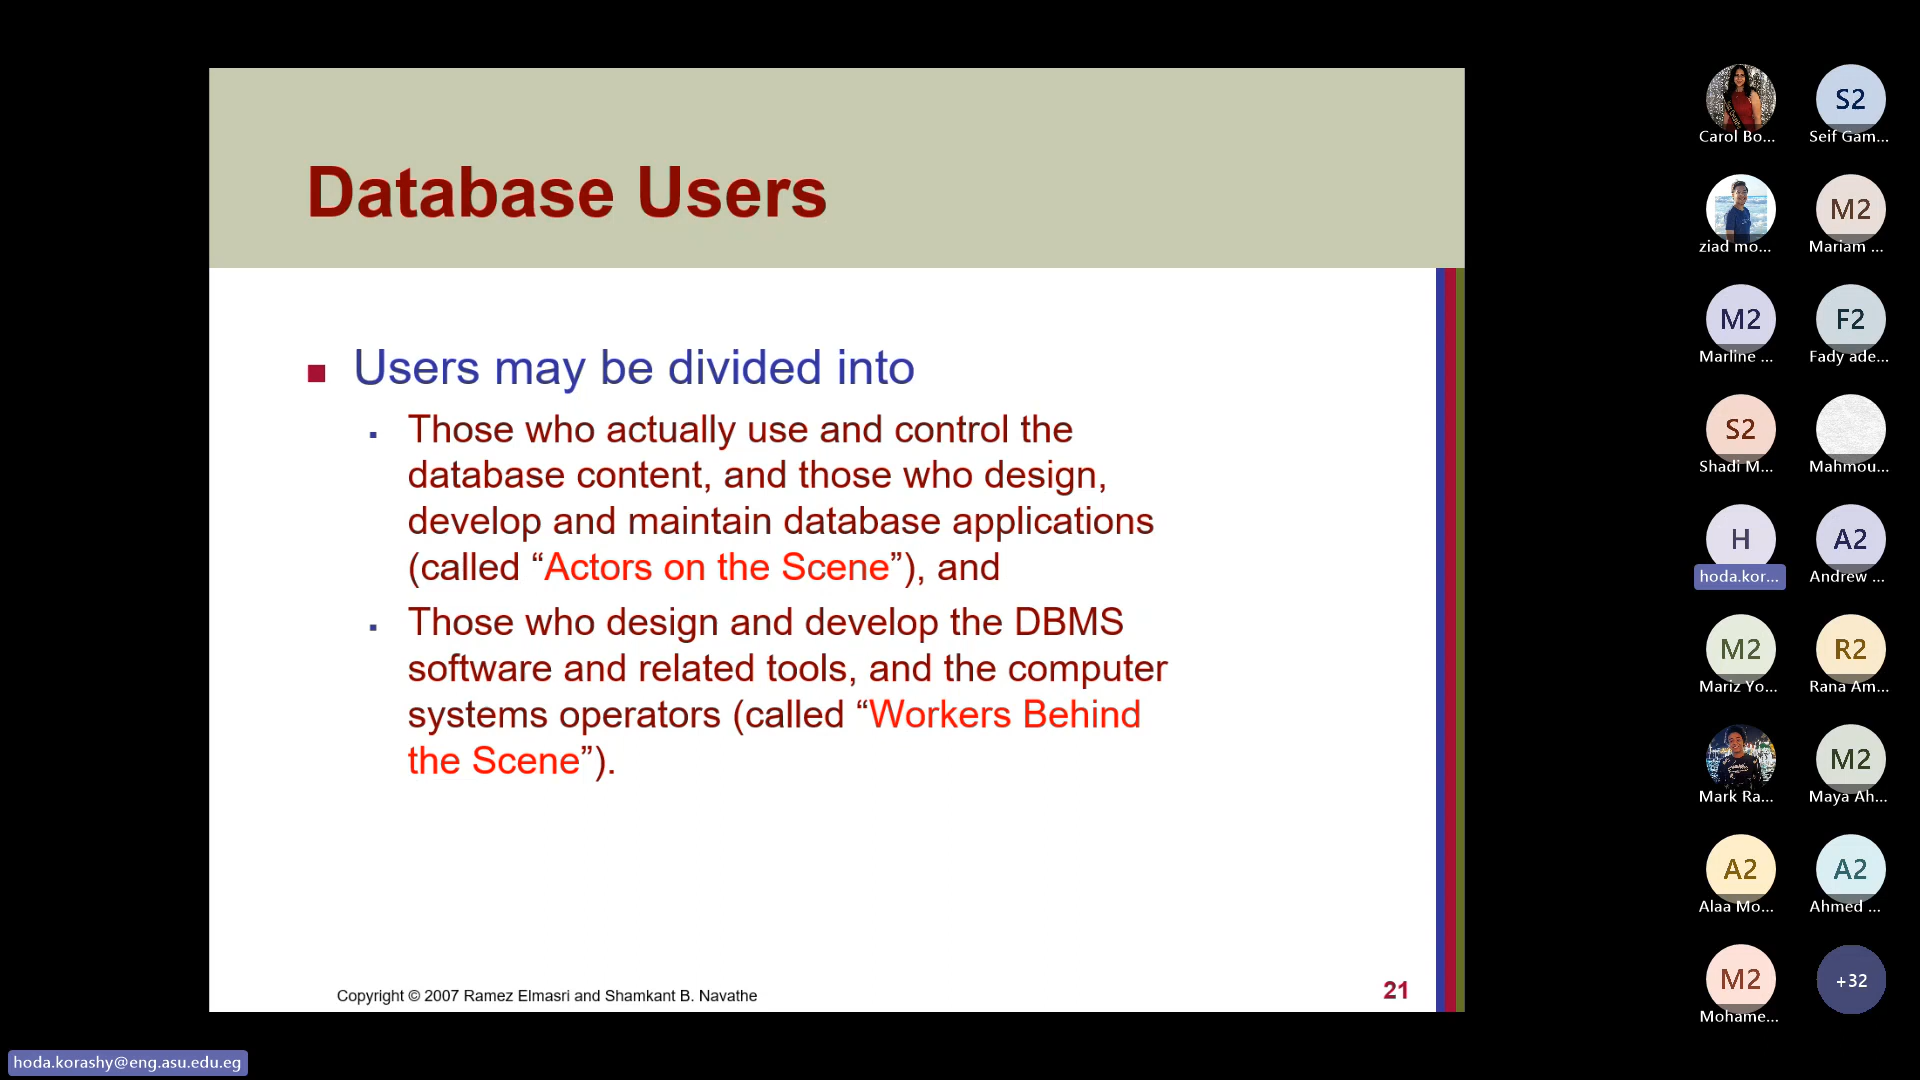 Database Users
Users may be divided into
Those who actually use and control the
database content, and those who design,
develop and maintain database applications
(called “Actors on the Scene”), and
Those who design and develop the DBMS
software and related tools, and the computer
systems operators (called “Workers Behind
the Scene”).
Copyright © 2007 Ramez Elmasri and Shamkant B. Navathe
21
S2
Carol Bo...
Seif Gam...
M2
ziad mo...
Mariam ...
M2
F2
Marline ...
Fady ade...
S2
Shadi M...
Mahmou...
H
A2
hoda.kor...
Andrew ...
M2
R2
Mariz Yo...
Rana Am...
M2
Mark Ra...
Maya Ah...
A2
A2
Alaa Mo...
Ahmed ...
M2
+32
Mohame...
hoda.korashy@eng.asu.edu.eg